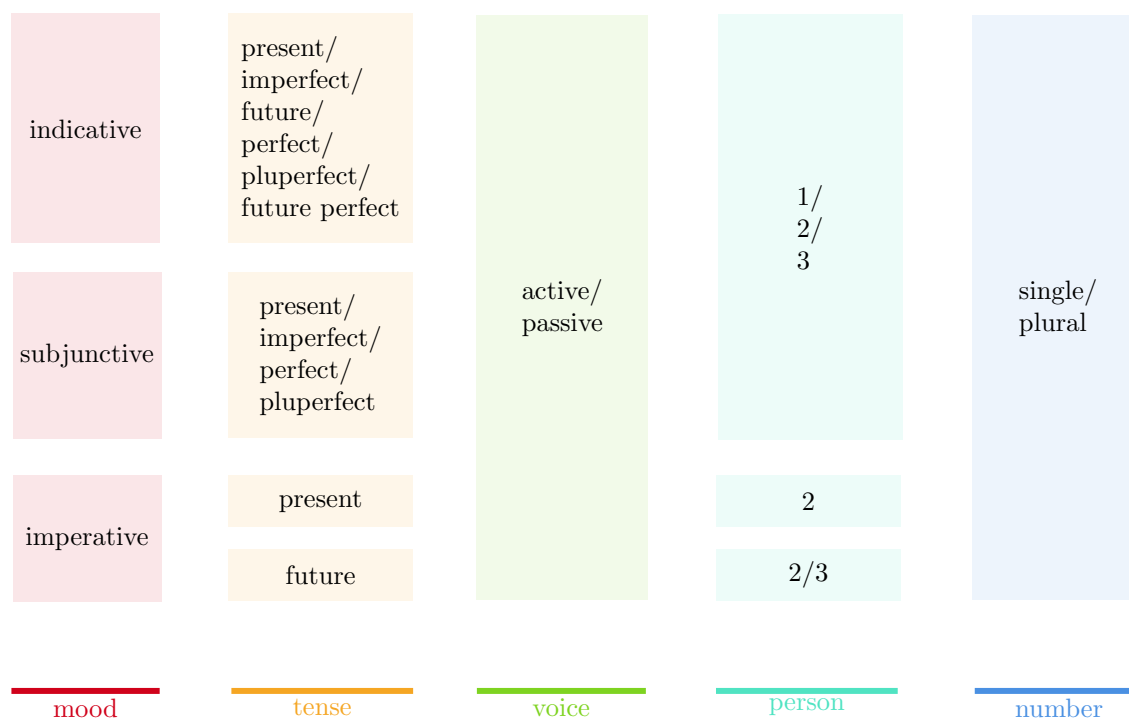 indicative
present/
imperfect/
future/
perfect/
pluperfect/
future perfect
subjunctive
present/
imperfect/
perfect/
pluperfect
imperative
present
future
active/
passive
1/
2/
3
2
2/3
single/
plural
mood
tense
voice
person
number